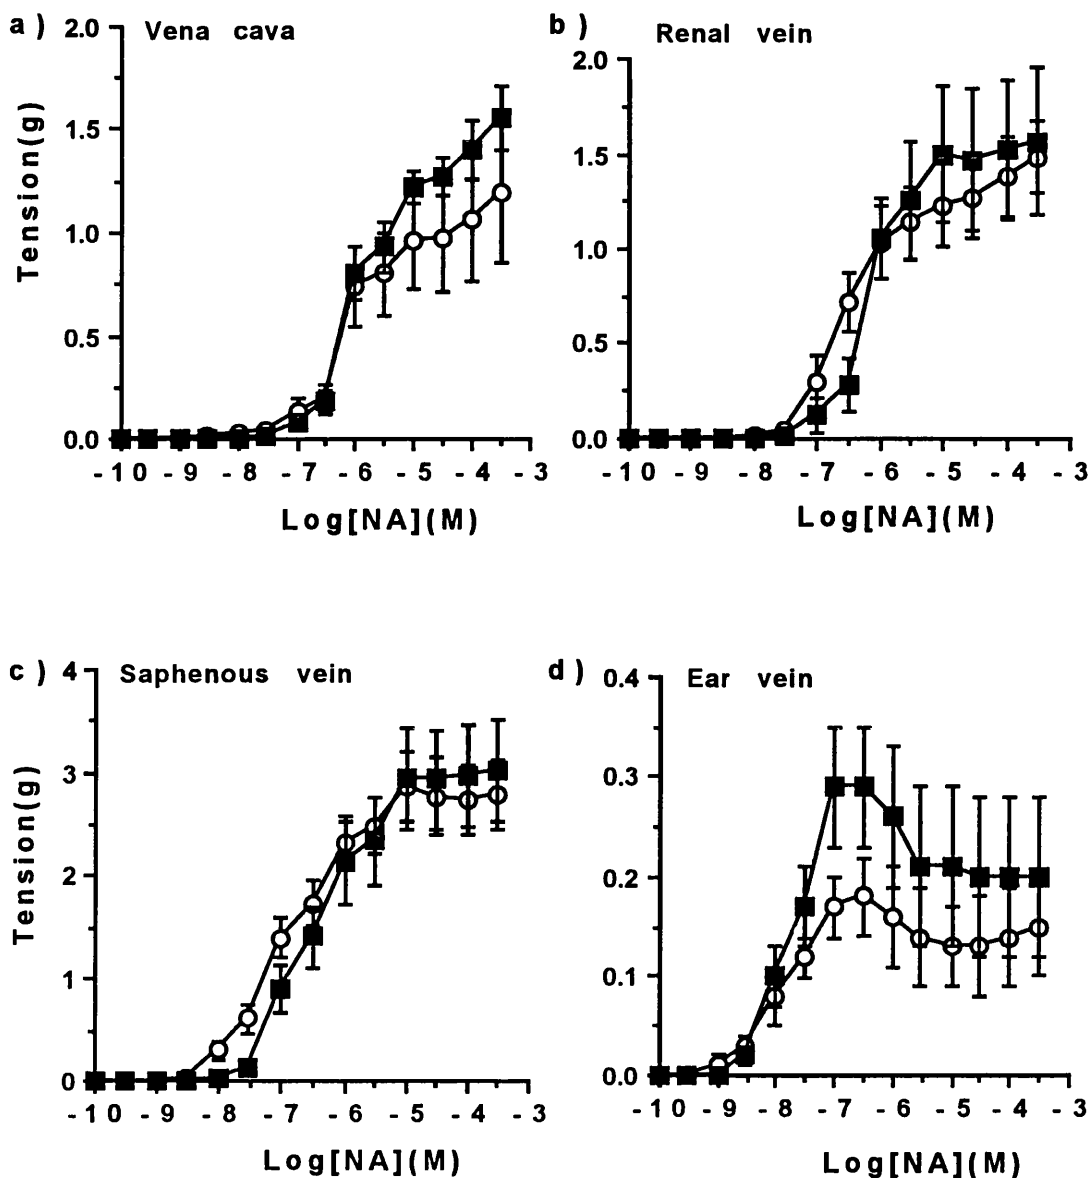 a) Vena cava
2.0
1.5
1.0
0.5
0.0
Tension(g)
-10 -9 -8 -7 -6 -5 -4 -3
Log[NA](M)
b) Renal vein
2.0
1.5
1.0
0.5
0.0
-10 -9 -8 -7 -6 -5 -4 -3
Log[NA](M)
c) Saphenous vein
4
3
2
1
0
Tension(g)
-10 -9 -8 -7 -6 -5 -4 -3
Log[NA](M)
d) Ear vein
0.4
0.3
0.2
0.1
0.0
-10 -9 -8 -7 -6 -5 -4 -3
Log[NA](M)